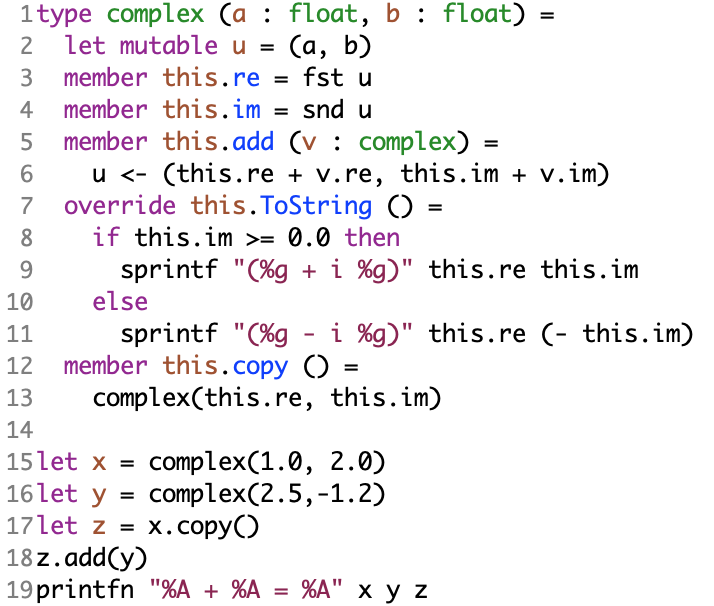 1type complex (a : float, b : float) =
2  let mutable u = (a, b)
3  member this.re = fst u
4  member this.im = snd u
5  member this.add (v : complex) =
6    u <- (this.re + v.re, this.im + v.im)
7  override this.ToString () =
8    if this.im >= 0.0 then
9      sprintf "(%g + i %g)" this.re this.im
10    else
11      sprintf "(%g - i %g)" this.re (- this.im)
12  member this.copy () =
13    complex(this.re, this.im)
14
15let x = complex(1.0, 2.0)
16let y = complex(2.5,-1.2)
17let z = x.copy()
18z.add(y)
19printfn "%A + %A = %A" x y z